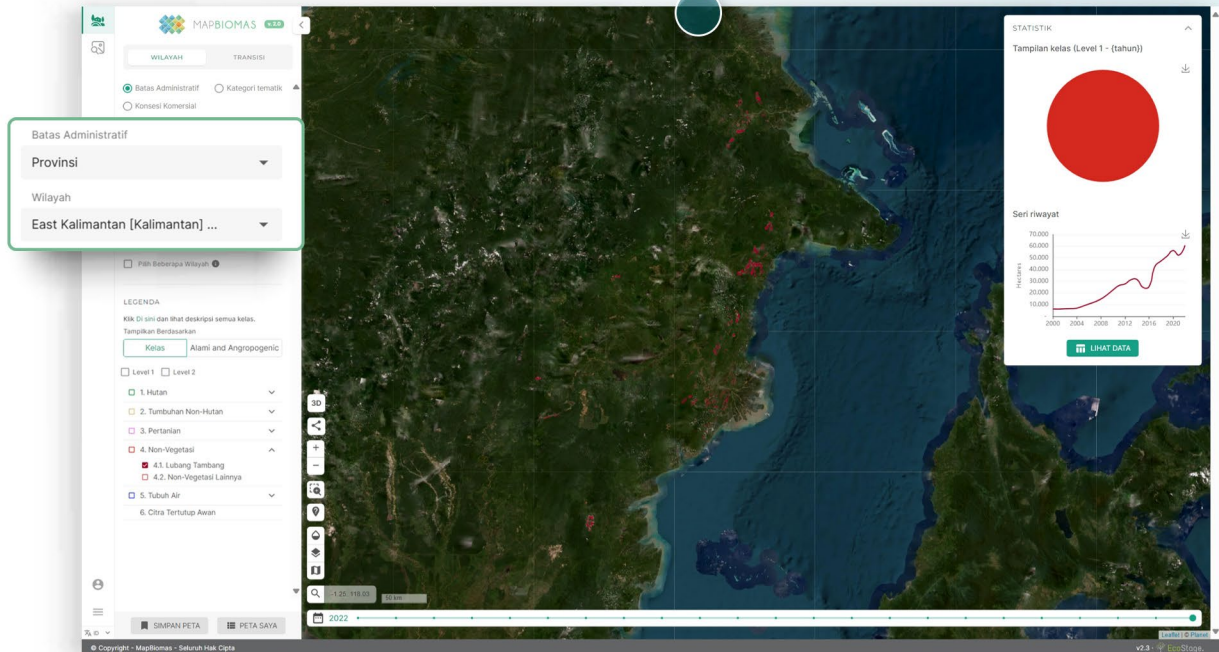 MAPBIOMAS v.2.0
WILAYAH
TRANSISI
Batas Administratif
Kategori tematik
Konsesi Komersial
Batas Administratif
Provinsi
Wilayah
East Kalimantan [Kalimantan] ...
Pilih Beberapa Wilayah
LEGENDA
Klik Di sini dan lihat deskripsi semua kelas.
Tampilkan Berdasarkan
Kelas
Alami and Angropogenic
Level 1
Level 2
1. Hutan
2. Tumbuhan Non-Hutan
3. Pertanian
4. Non-Vegetasi
4.1. Lubang Tambang
4.2. Non-Vegetasi Lainnya
5. Tubuh Air
6. Citra Tertutup Awan
SIMPAN PETA
PETA SAYA
ID
© Copyright - MapBiomas - Seluruh Hak Cipta
3D
+
−
-1.25, 118.03
50 km
2022
STATISTIK
Tampilan kelas (Level 1 - {tahun})
Seri riwayat
Hectares
70.000
60.000
50.000
40.000
30.000
20.000
10.000
-
2000 2004 2008 2012 2016 2020
LIHAT DATA
Leaflet | © Planet
v2.3 - EcoStage.